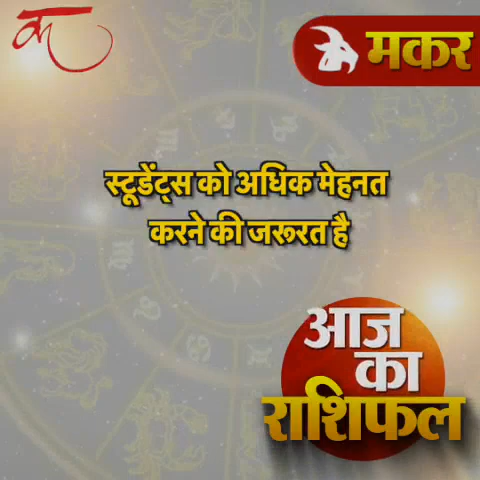 क
मकर
स्टूडेंट्स को अधिक मेहनत
करने की जरूरत है
आज
का
राशिफल